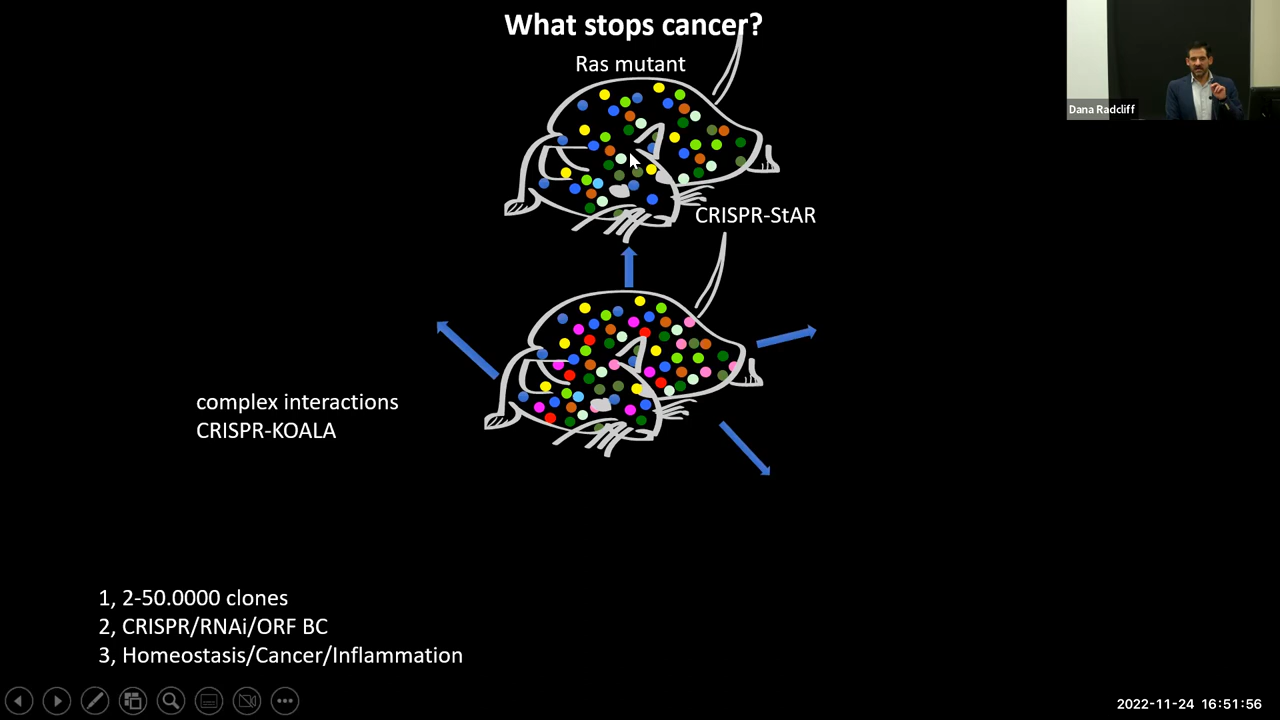 What stops cancer?
Ras mutant
Dana Radcliff
CRISPR-StAR
complex interactions
CRISPR-KOALA
1, 2-50.0000 clones
2, CRISPR/RNAi/ORF BC
3, Homeostasis/Cancer/Inflammation
2022-11-24 16:51:56